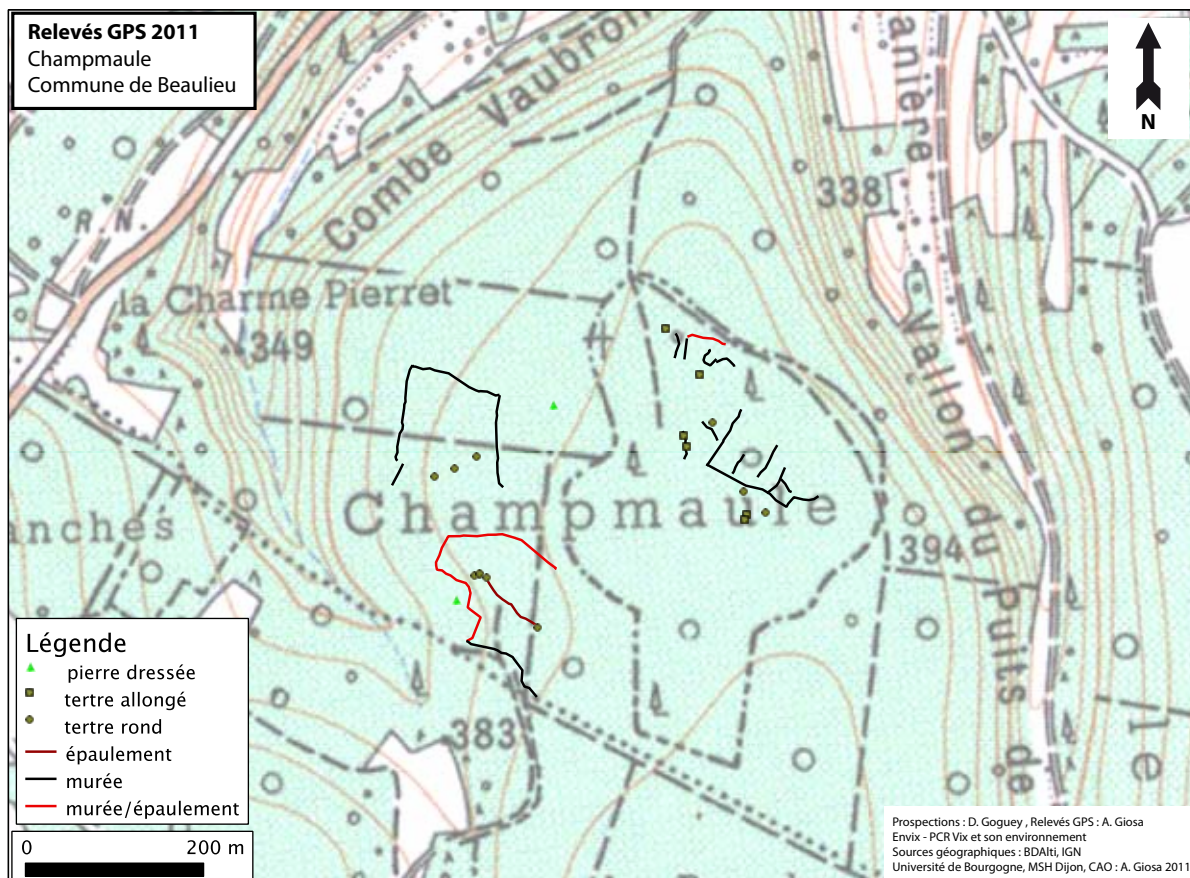 Relevés GPS 2011
Champmaule
Commune de Beaulieu
N
Combe Vaubron
anière
338
Vallon
R. N.
la Charme Pierret
349
Champmaule
anches
394
du Puits de
383
le
Légende
pierre dressée
tertre allongé
tertre rond
épaulement
murée
murée/épaulement
0 200 m
Prospections : D. Goguey , Relevés GPS : A. Giosa
Envix - PCR Vix et son environnement
Sources géographiques : BDAlti, IGN
Université de Bourgogne, MSH Dijon, CAO : A. Giosa 2011